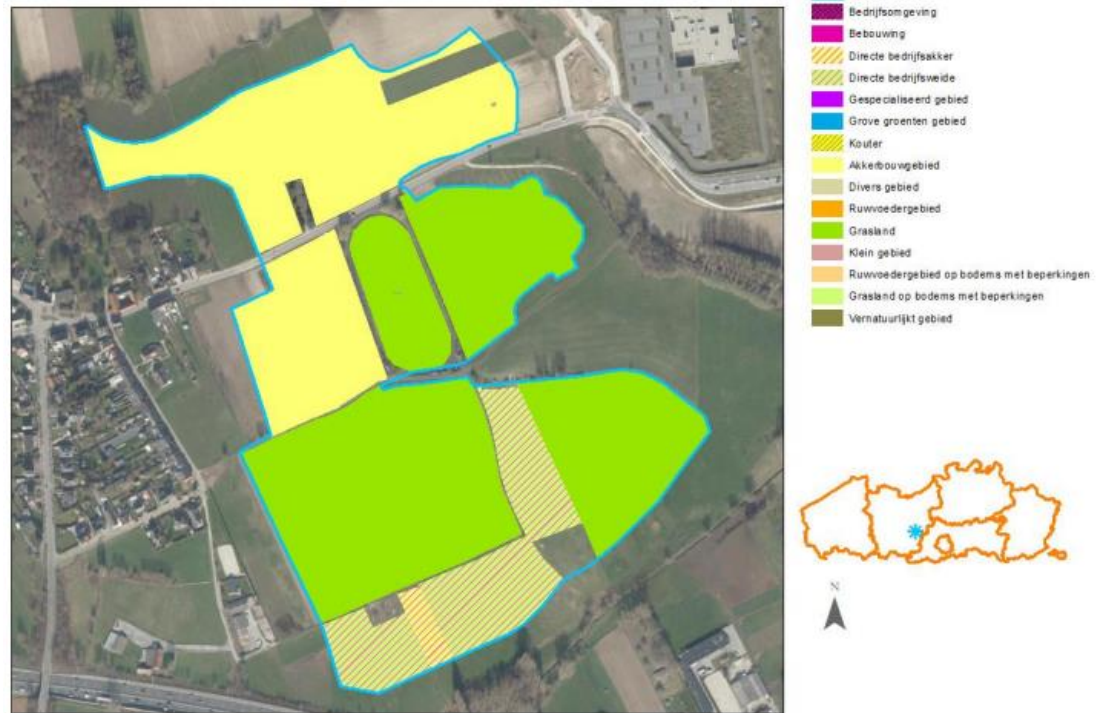 Bedrijfsomgeving
Bebouwing
Directe bedrijfsakker
Directe bedrijfsweide
Gespecialiseerd gebied
Grove groenten gebied
Kouter
Akkerbouwgebied
Divers gebied
Ruwvoedergebied
Grasland
Klein gebied
Ruwvoedergebied op bodems met beperkingen
Grasland op bodems met beperkingen
Vernatuurlijkt gebied
N